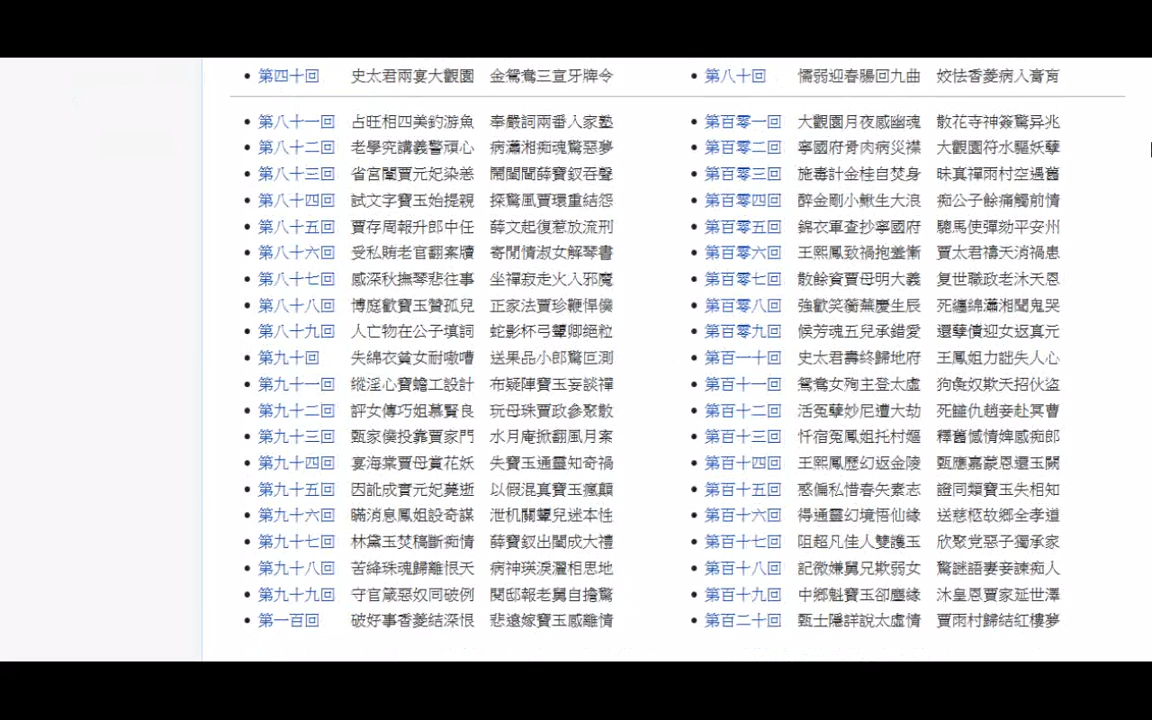 第四十回 史太君兩宴大觀園 金鴛鴦三宣牙牌令
第八十回 懦弱迎春腸回九曲 姣怯香菱病入膏肓
第八十一回 占旺相四美釣游魚 奉嚴詞兩番入家塾
第八十二回 老學究講義警頑心 病瀟湘痴魂驚惡夢
第八十三回 省宮闈賈元妃染恙 鬧閨閫薛寶釵吞聲
第八十四回 試文字寶玉始提親 探驚風賈環重結怨
第八十五回 賈存周報升郎中任 薛文起復惹放流刑
第八十六回 受私賄老官翻案牘 寄閒情淑女解琴書
第八十七回 感深秋撫琴悲往事 坐禪寂走火入邪魔
第八十八回 博庭歡寶玉贊孤兒 正家法賈珍鞭悍僕
第八十九回 人亡物在公子填詞 蛇影杯弓顰卿絕粒
第九十回 失綿衣貧女耐嗷嘈 送果品小郎驚叵測
第九十一回 縱淫心寶蟾工設計 布疑陣寶玉妄談禪
第九十二回 評女傳巧姐慕賢良 玩母珠賈政參聚散
第九十三回 甄家僕投靠賈家門 水月庵掀翻風月案
第九十四回 宴海棠賈母賞花妖 失寶玉通靈知奇禍
第九十五回 因訛成實元妃薨逝 以假混真寶玉瘋顛
第九十六回 瞞消息鳳姐設奇謀 泄机關顰兒迷本性
第九十七回 林黛玉焚稿斷痴情 薛寶釵出閨成大禮
第九十八回 苦絳珠魂歸離恨天 病神瑛淚灑相思地
第九十九回 守官箴惡奴同破例 閱邸報老舅自擔驚
第一百回 破好事香菱結深恨 悲遠嫁寶玉感離情
第百零一回 大觀園月夜感幽魂 散花寺神簽驚异兆
第百零二回 寧國府骨肉病災襟 大觀園符水驅妖孽
第百零三回 施毒計金桂自焚身 昧真禪雨村空遇舊
第百零四回 醉金剛小鰍生大浪 痴公子餘痛觸前情
第百零五回 錦衣軍查抄寧國府 驄馬使彈劾平安州
第百零六回 王熙鳳致禍抱羞慚 賈太君禱天消禍患
第百零七回 散餘資賈母明大義 复世職政老沐天恩
第百零八回 強歡笑蘅蕪慶生辰 死纏綿瀟湘聞鬼哭
第百零九回 候芳魂五兒承錯愛 還孽債迎女返真元
第百一十回 史太君壽終歸地府 王鳳姐力詘失人心
第百十一回 鴛鴦女殉主登太虛 狗彘奴欺天招伙盜
第百十二回 活冤孽妙尼遭大劫 死讎仇趙妾赴冥曹
第百十三回 忏宿冤鳳姐托村嫗 釋舊憾情婢感痴郎
第百十四回 王熙鳳歷幻返金陵 甄應嘉蒙恩還玉闕
第百十五回 惑偏私惜春矢素志 證同類寶玉失相知
第百十六回 得通靈幻境悟仙緣 送慈柩故鄉全孝道
第百十七回 阻超凡佳人雙護玉 欣聚党惡子獨承家
第百十八回 記微嫌舅兄欺弱女 驚謎語妻妾諫痴人
第百十九回 中鄉魁寶玉卻塵緣 沐皇恩賈家延世澤
第百二十回 甄士隱詳說太虛情 賈雨村歸結紅樓夢